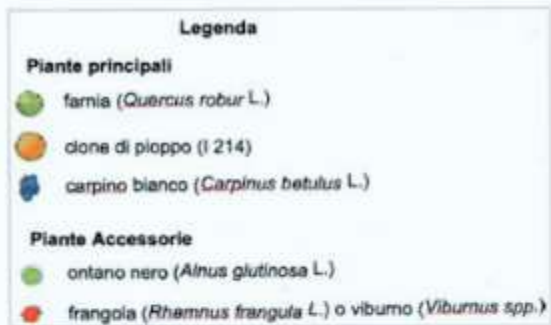 Legenda
Piante principali
farnia (Quercus robur L.)
clone di pioppo (I 214)
carpino bianco (Carpinus betulus L.)
Piante Accessorie
ontano nero (Alnus glutinosa L.)
frangola (Rhamnus frangula L.) o viburno (Viburnus spp.)